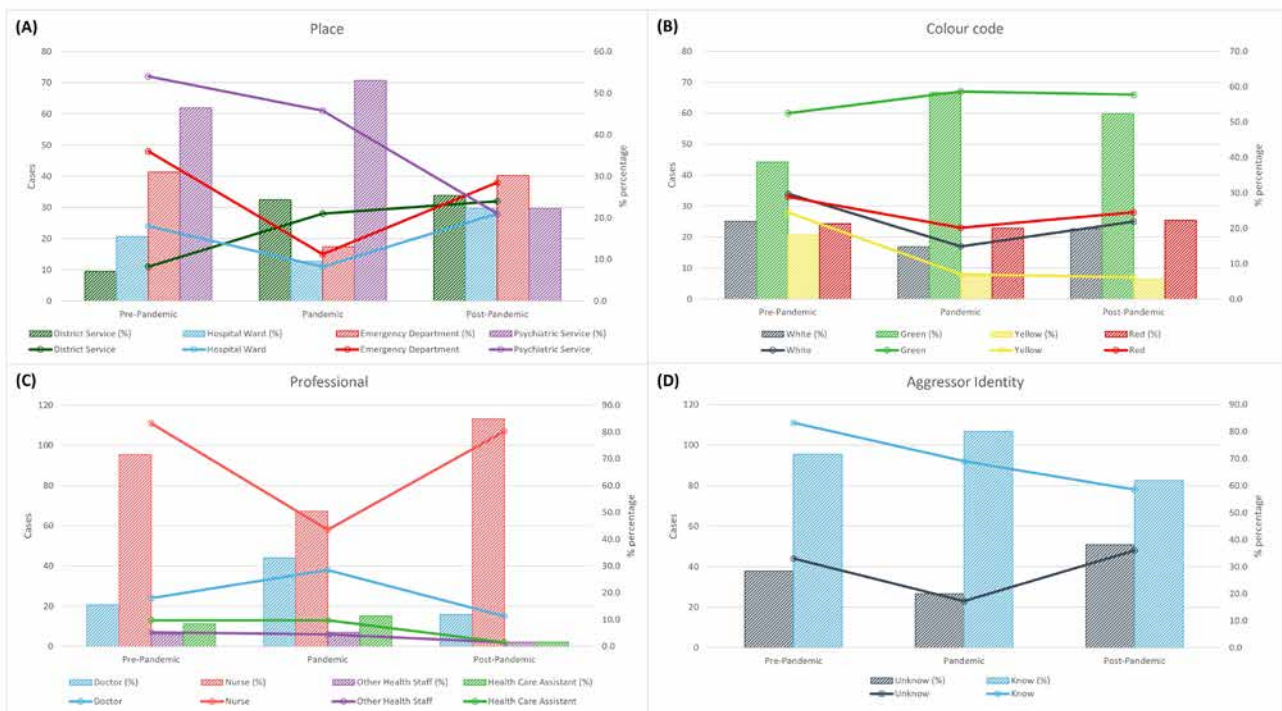 (A)
Place
80
70
60
50
40
30
20
10
0
Cases
60.0
50.0
40.0
30.0
20.0
10.0
0.0
% percentage
Pre-Pandemic Pandemic Post-Pandemic
District Service (%) Hospital Ward (%) Emergency Department (%) Psychiatric Service (%)
District Service Hospital Ward Emergency Department Psychiatric Service
(B)
Colour code
80
70
60
50
40
30
20
10
0
Cases
70.0
60.0
50.0
40.0
30.0
20.0
10.0
0.0
% percentage
Pre-Pandemic Pandemic Post-Pandemic
White (%) Green (%) Yellow (%) Red (%)
White Green Yellow Red
(C)
Professional
120
100
80
60
40
20
0
Cases
90.0
80.0
70.0
60.0
50.0
40.0
30.0
20.0
10.0
0.0
% percentage
Pre-Pandemic Pandemic Post-Pandemic
Doctor (%) Nurse (%) Other Health Staff (%) Health Care Assistant (%)
Doctor Nurse Other Health Staff Health Care Assistant
(D)
Aggressor Identity
120
100
80
60
40
20
0
Cases
90.0
80.0
70.0
60.0
50.0
40.0
30.0
20.0
10.0
0.0
% percentage
Pre-Pandemic Pandemic Post-Pandemic
Unknow (%) Know (%)
Unknow Know